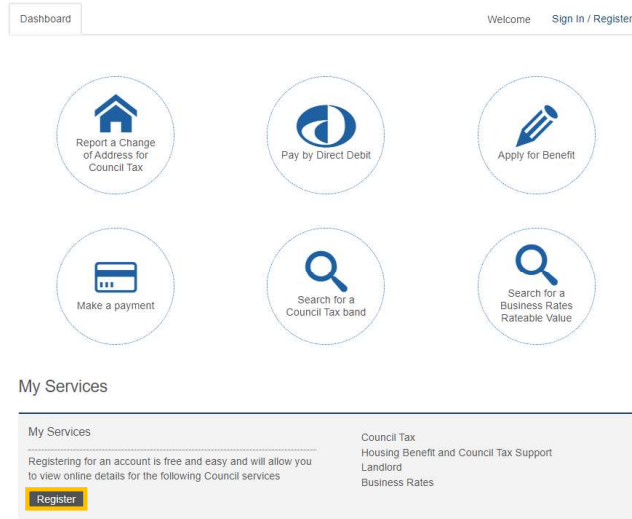 Dashboard
Welcome Sign In / Register
Report a Change
of Address for
Council Tax
Pay by Direct Debit
Apply for Benefit
Make a payment
Search for a
Council Tax band
Search for a
Business Rates
Rateable Value
My Services
My Services
Registering for an account is free and easy and will allow you
to view online details for the following Council services
Register
Council Tax
Housing Benefit and Council Tax Support
Landlord
Business Rates